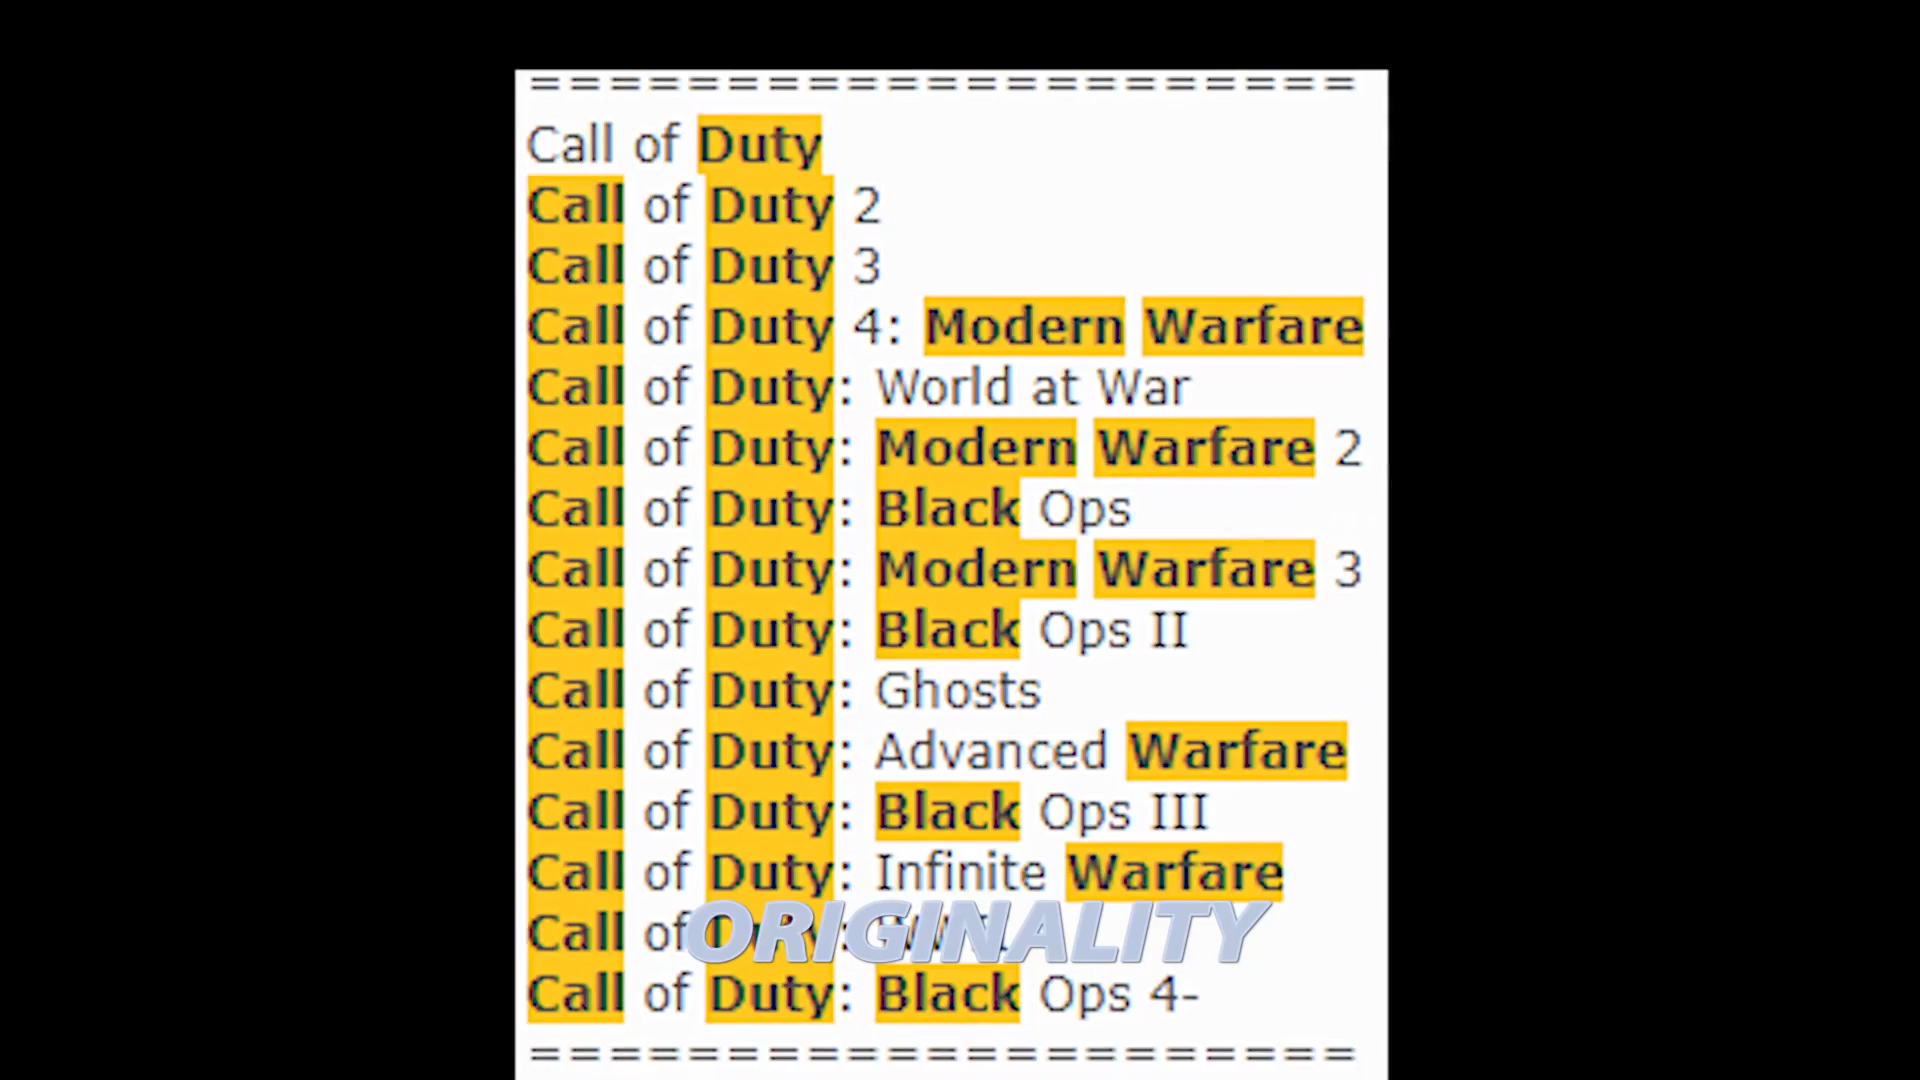 =====================
Call of Duty
Call of Duty 2
Call of Duty 3
Call of Duty 4: Modern Warfare
Call of Duty: World at War
Call of Duty: Modern Warfare 2
Call of Duty: Black Ops
Call of Duty: Modern Warfare 3
Call of Duty: Black Ops II
Call of Duty: Ghosts
Call of Duty: Advanced Warfare
Call of Duty: Black Ops III
Call of Duty: Infinite Warfare
Call of
ORIGINALITY
Call of Duty: Black Ops 4-
=====================